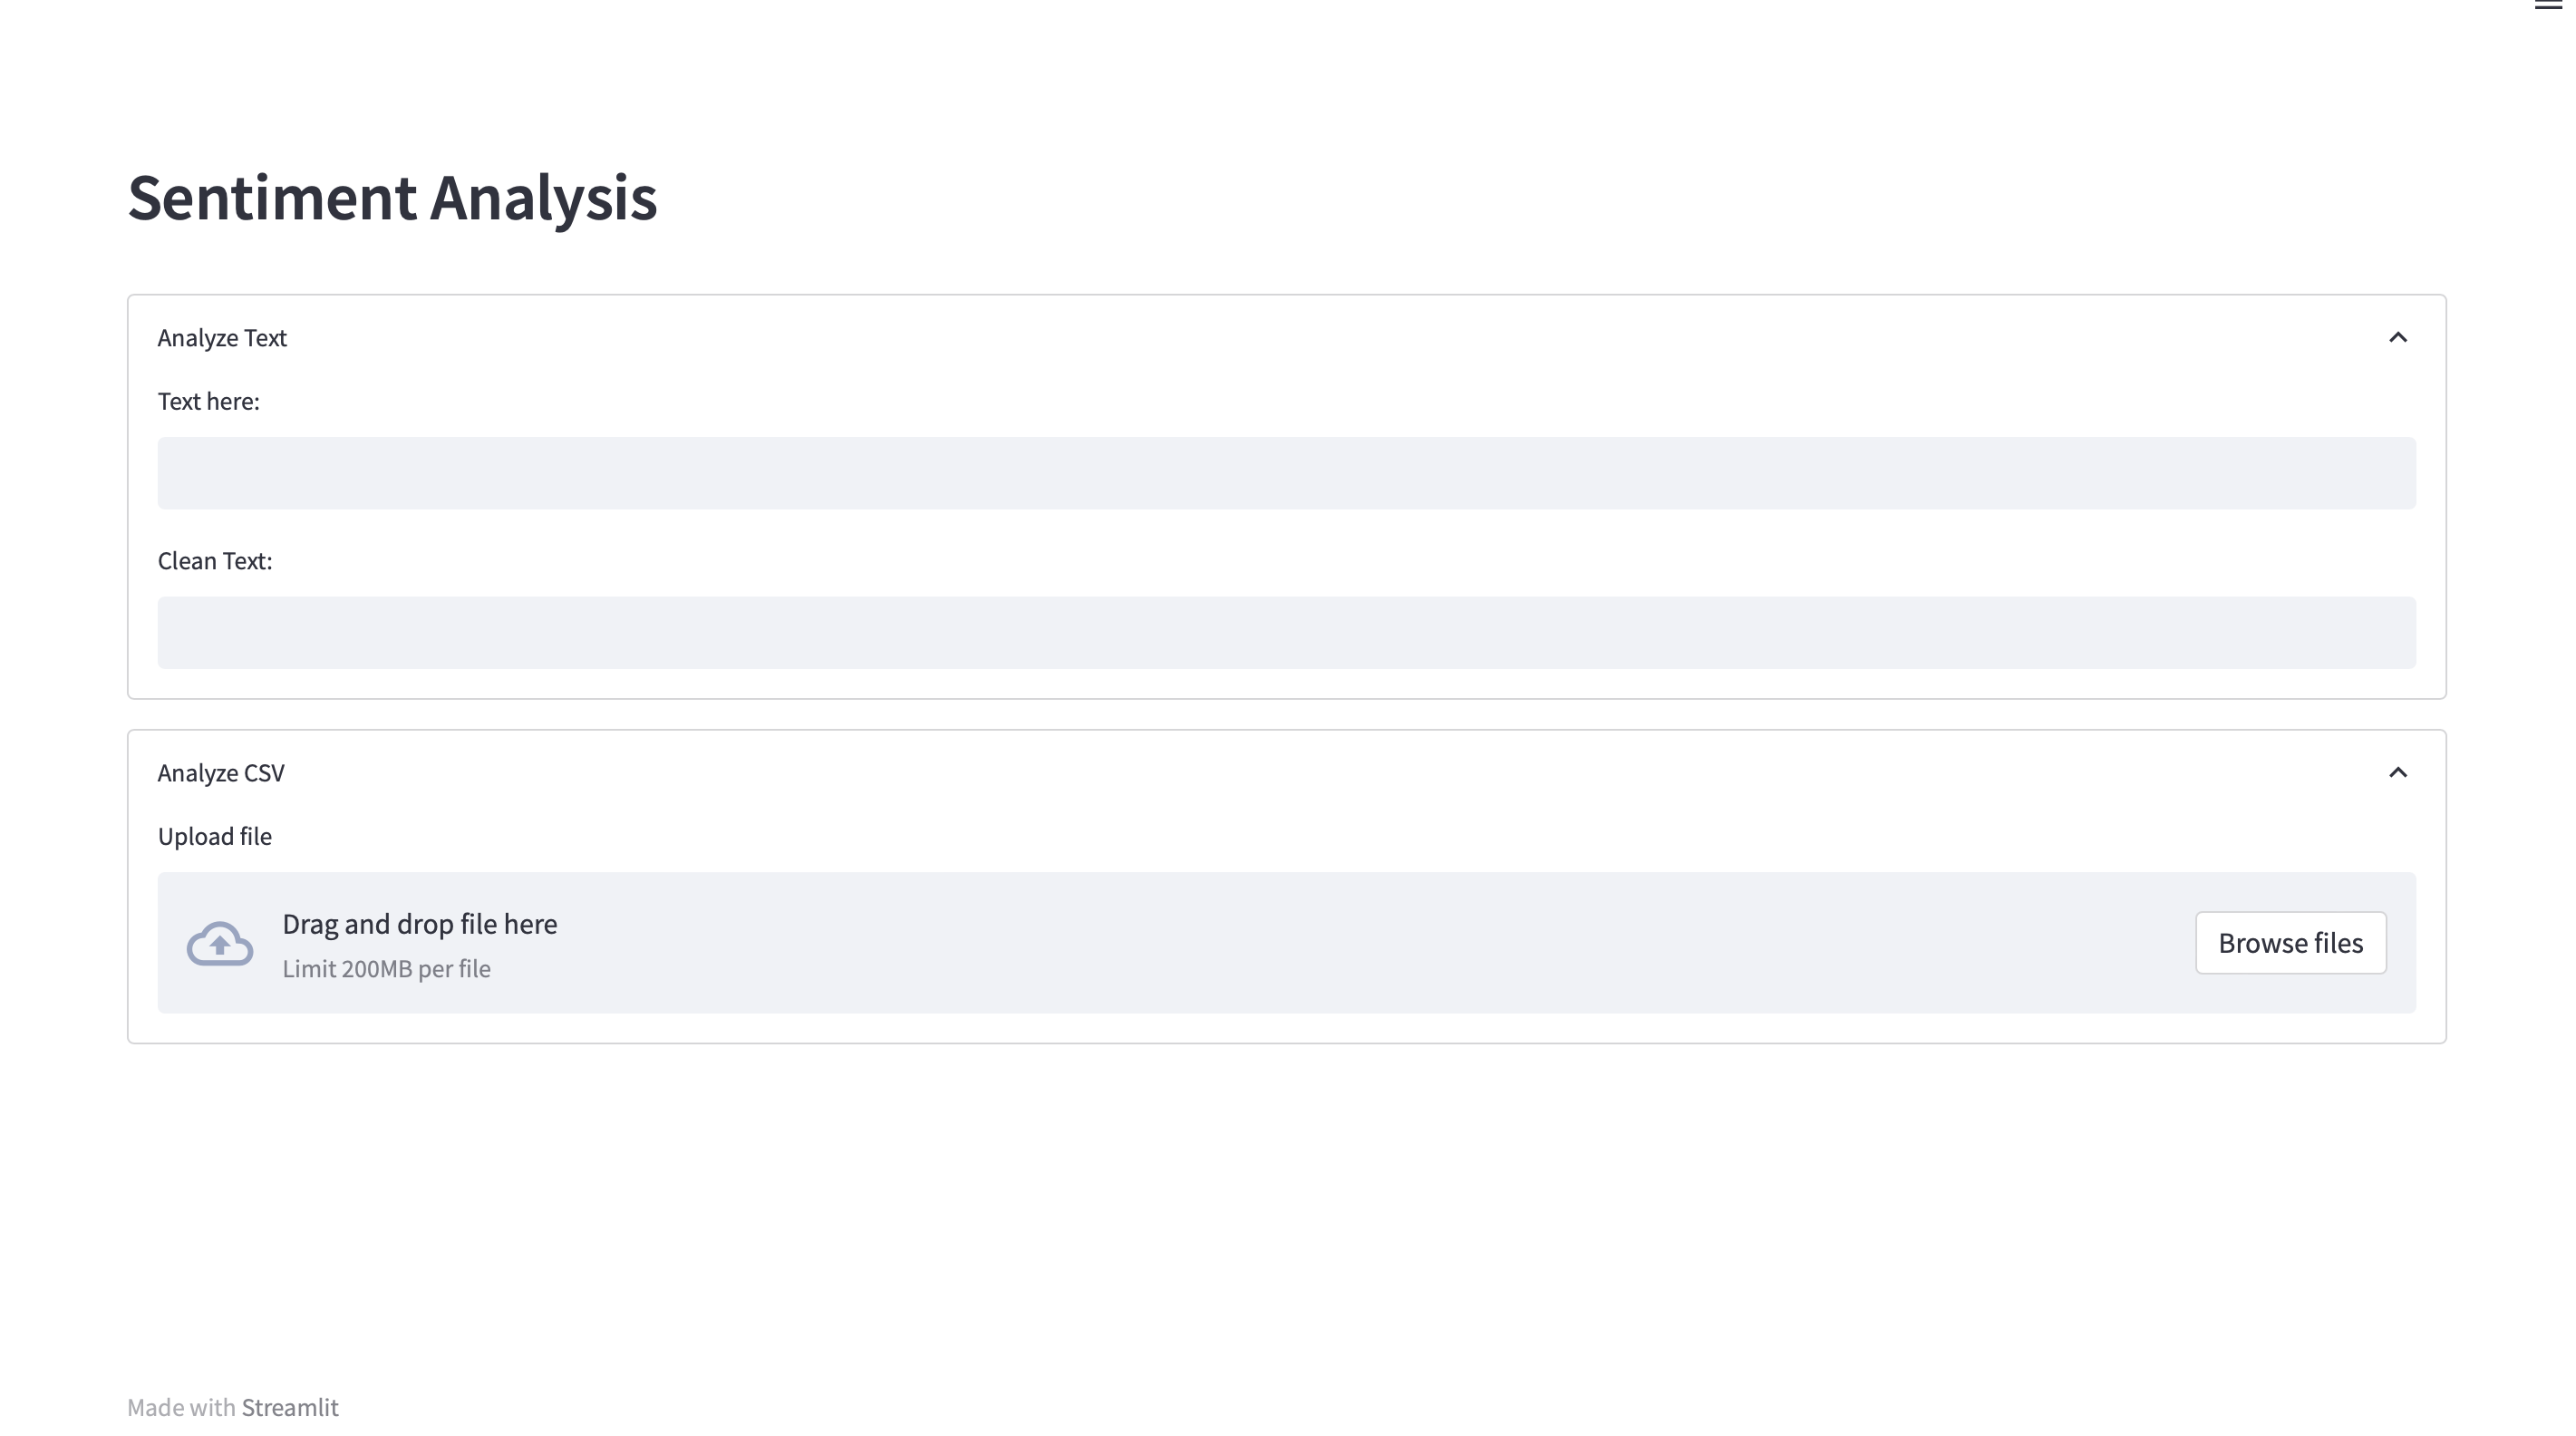 Sentiment Analysis
Analyze Text
Text here:
Clean Text:
Analyze CSV
Upload file
Drag and drop file here
Limit 200MB per file
Browse files
Made with Streamlit